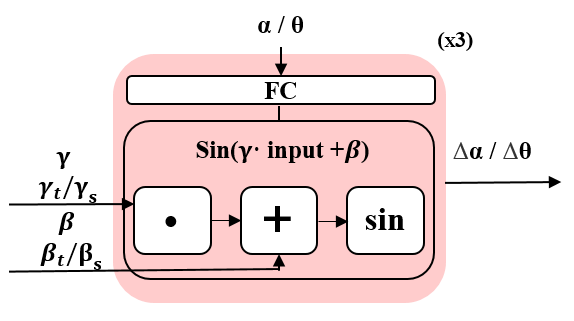 α / θ
(x3)
FC
Sin(γ· input +β)
γ
γt/γs
β
βt/βs
·
+
sin
Δα / Δθ